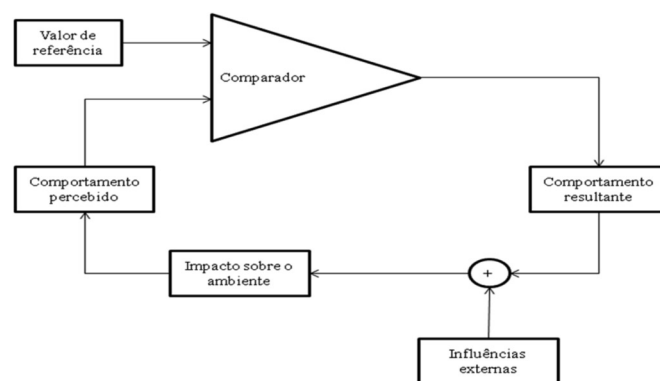 Valor de
referência
Comparador
Comportamento
percebido
Comportamento
resultante
Impacto sobre o
ambiente
+
Influências
externas